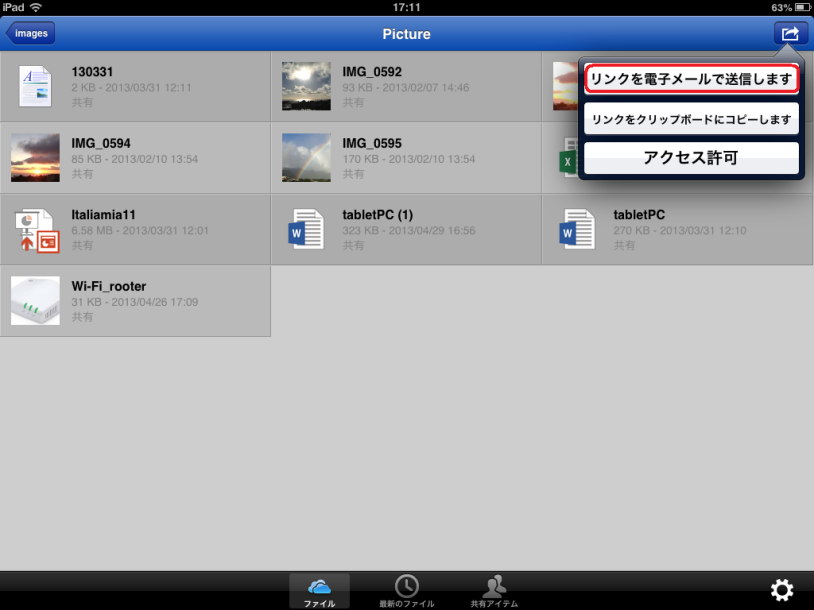 iPad
17:11
63%
images
Picture
130331
2 KB - 2013/03/31 12:11
共有
IMG_0592
93 KB - 2013/02/07 14:46
共有
リンクを電子メールで送信します
リンクをクリップボードにコピーします
アクセス許可
IMG_0594
85 KB - 2013/02/10 13:54
共有
IMG_0595
170 KB - 2013/02/10 13:54
共有
Italiamia11
6.58 MB - 2013/03/31 12:01
共有
tabletPC (1)
323 KB - 2013/04/29 16:56
共有
tabletPC
270 KB - 2013/03/31 12:10
共有
Wi-Fi_rooter
31 KB - 2013/04/26 17:09
共有
ファイル
最新のファイル
共有アイテム